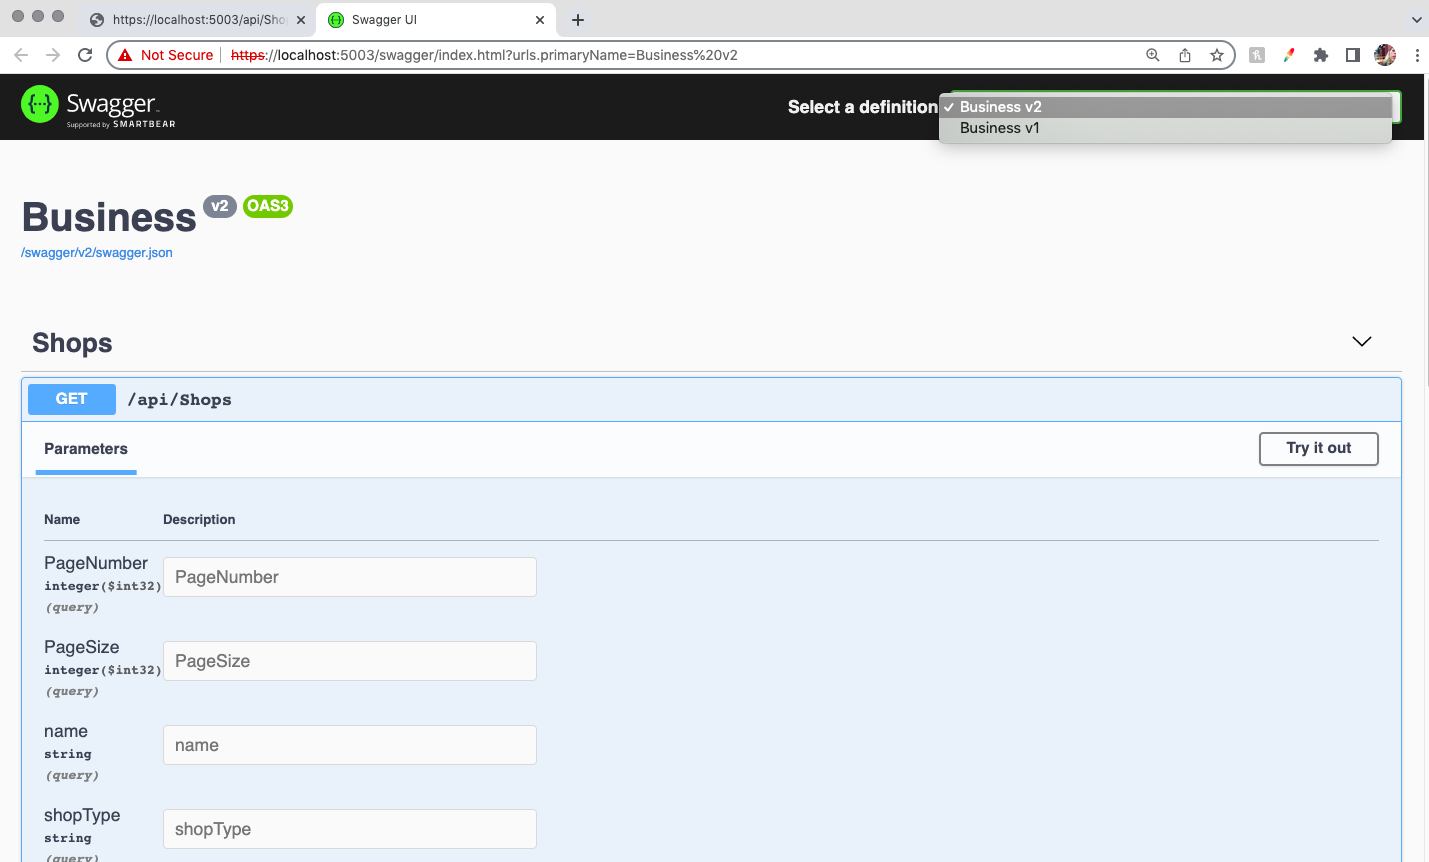 https://localhost:5003/api/Sho
Swagger UI
Not Secure
https://localhost:5003/swagger/index.html?urls.primaryName=Business%20v2
Swagger
Supported by SMARTBEAR
Select a definition
✓ Business v2
Business v1
Business v2 OAS3
/swagger/v2/swagger.json
Shops
GET /api/Shops
Parameters
Try it out
Name Description
PageNumber
integer($int32)
(query)
PageNumber
PageSize
integer($int32)
(query)
PageSize
name
string
(query)
name
shopType
string
(query)
shopType